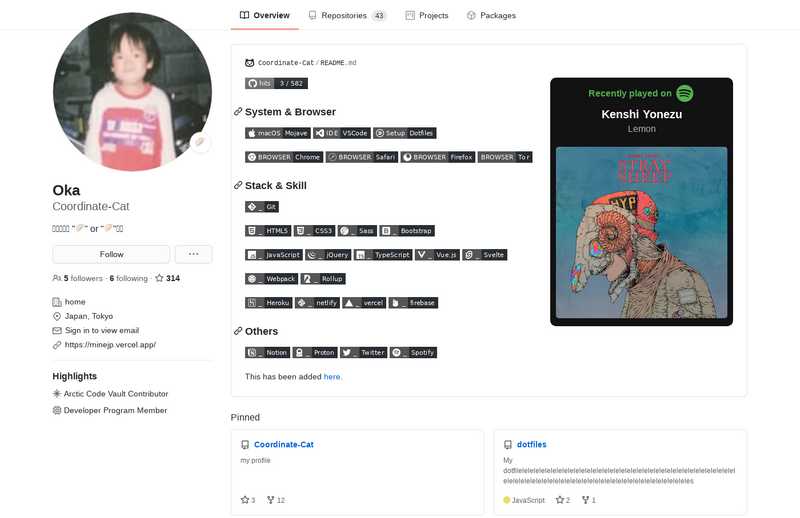 Overview
Repositories 43
Projects
Packages
Oka
Coordinate-Cat
" " or " "
Follow
5 followers · 6 following · 314
home
Japan, Tokyo
Sign in to view email
https://minejp.vercel.app/
Highlights
Arctic Code Vault Contributor
Developer Program Member
Coordinate-Cat/README.md
hits 3 / 582
System & Browser
macOS Mojave IDE VSCode Setup Dotfiles
BROWSER Chrome BROWSER Safari BROWSER Firefox BROWSER Tor
Stack & Skill
_ Git
_ HTML5 _ CSS3 _ Sass _ Bootstrap
_ JavaScript _ jQuery _ TypeScript _ Vue.js _ Svelte
_ Webpack _ Rollup
_ Heroku _ netlify _ vercel _ firebase
Others
_ Notion _ Proton _ Twitter _ Spotify
This has been added here.
Recently played on
Kenshi Yonezu
Lemon
STRAY
SHEEP
HYP
Pinned
Coordinate-Cat
my profile
3 12
dotfiles
My
JavaScript 2 1